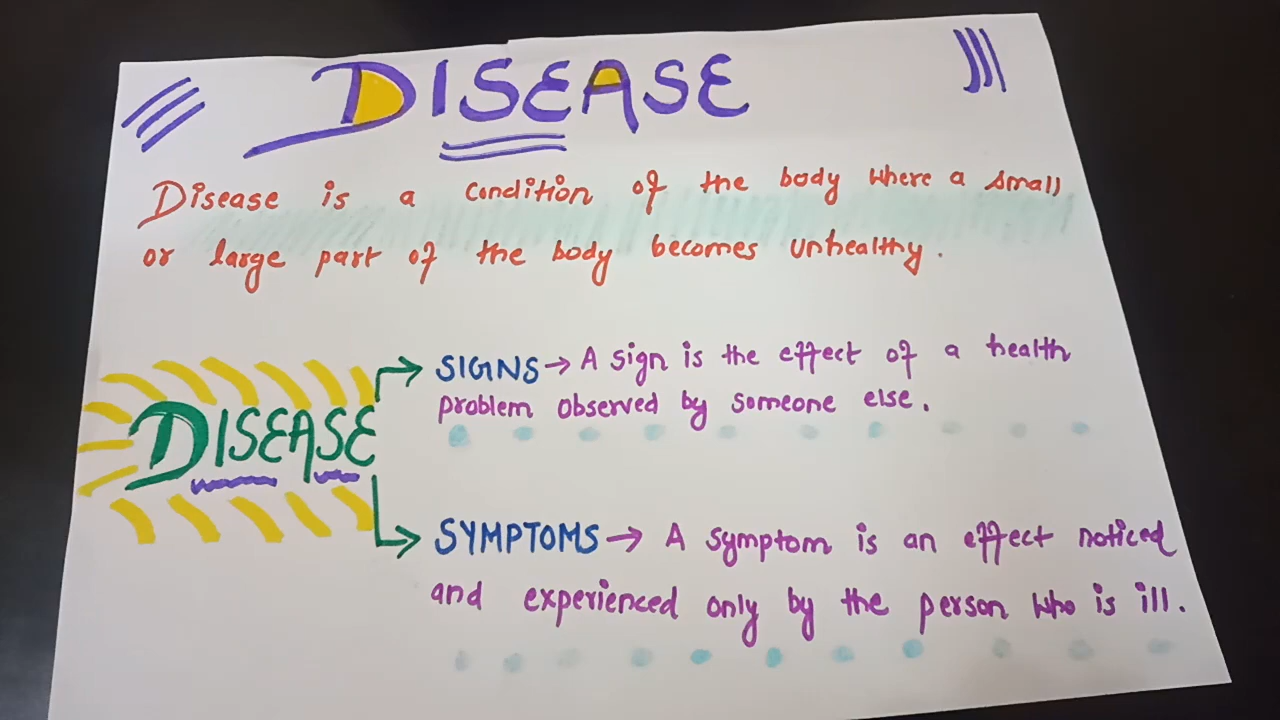 DISEASE
Disease is a condition of the body where a small
or large part of the body becomes unhealthy.
DISEASE
SIGNS → A sign is the effect of a health
problem observed by someone else.
SYMPTOMS → A symptom is an effect noticed
and experienced only by the person who is ill.